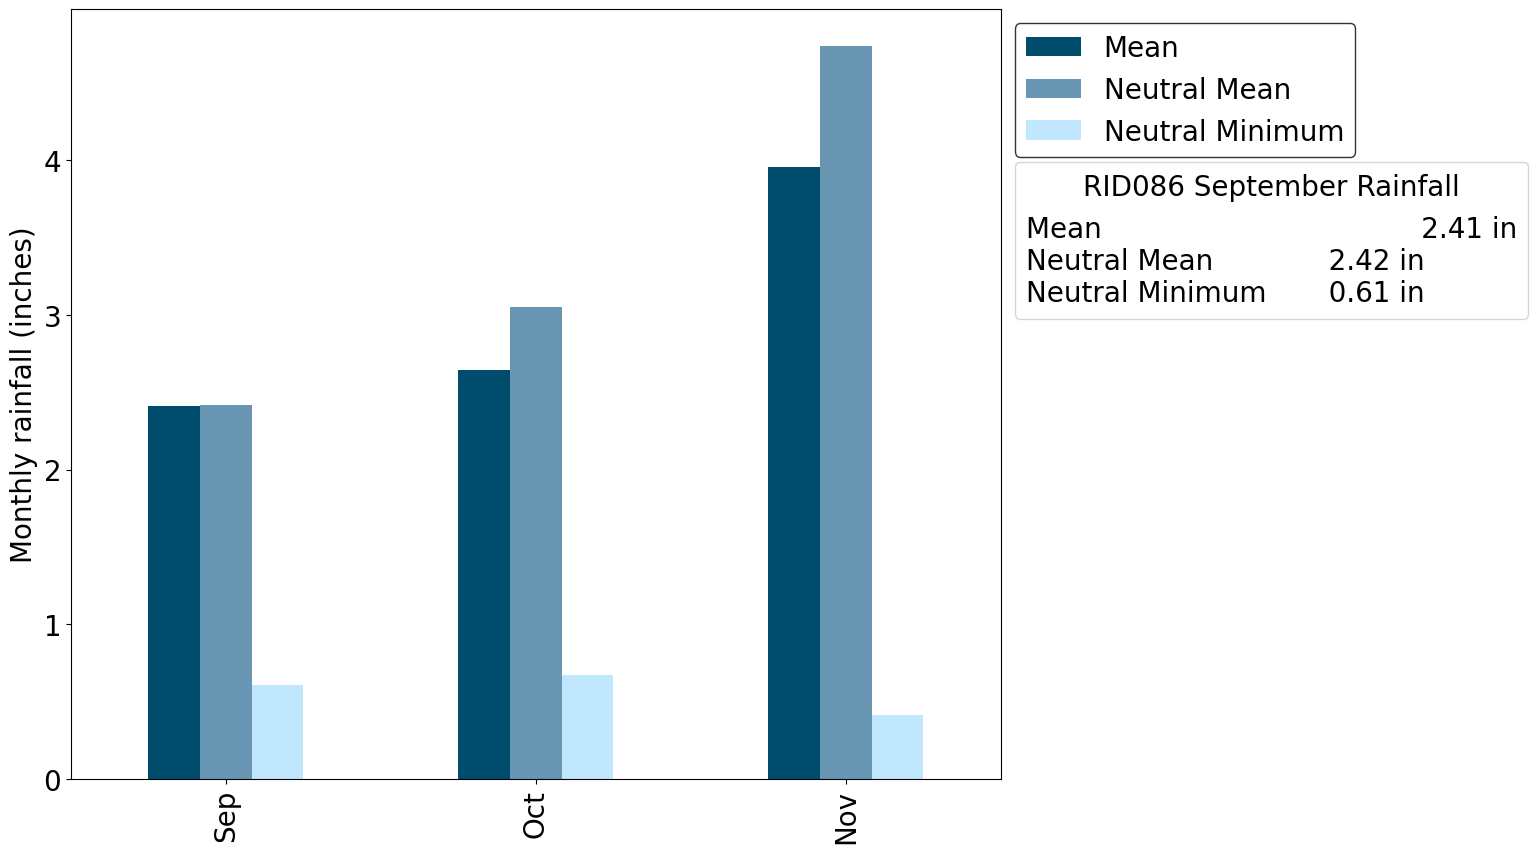 Mean
Neutral Mean
Neutral Minimum
RID086 September Rainfall
Mean 2.41 in
Neutral Mean 2.42 in
Neutral Minimum 0.61 in
Monthly rainfall (inches)
4
3
2
1
0
Sep
Oct
Nov